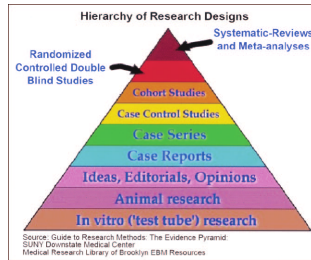 Hierarchy of Research Designs
Systematic-Reviews
and Meta-analyses
Randomized
Controlled Double
Blind Studies
Cohort Studies
Case Control Studies
Case Series
Case Reports
Ideas, Editorials, Opinions
Animal research
In vitro ('test tube') research
Source: Guide to Research Methods: The Evidence Pyramid:
SUNY Downstate Medical Center
Medical Research Library of Brooklyn EBM Resources